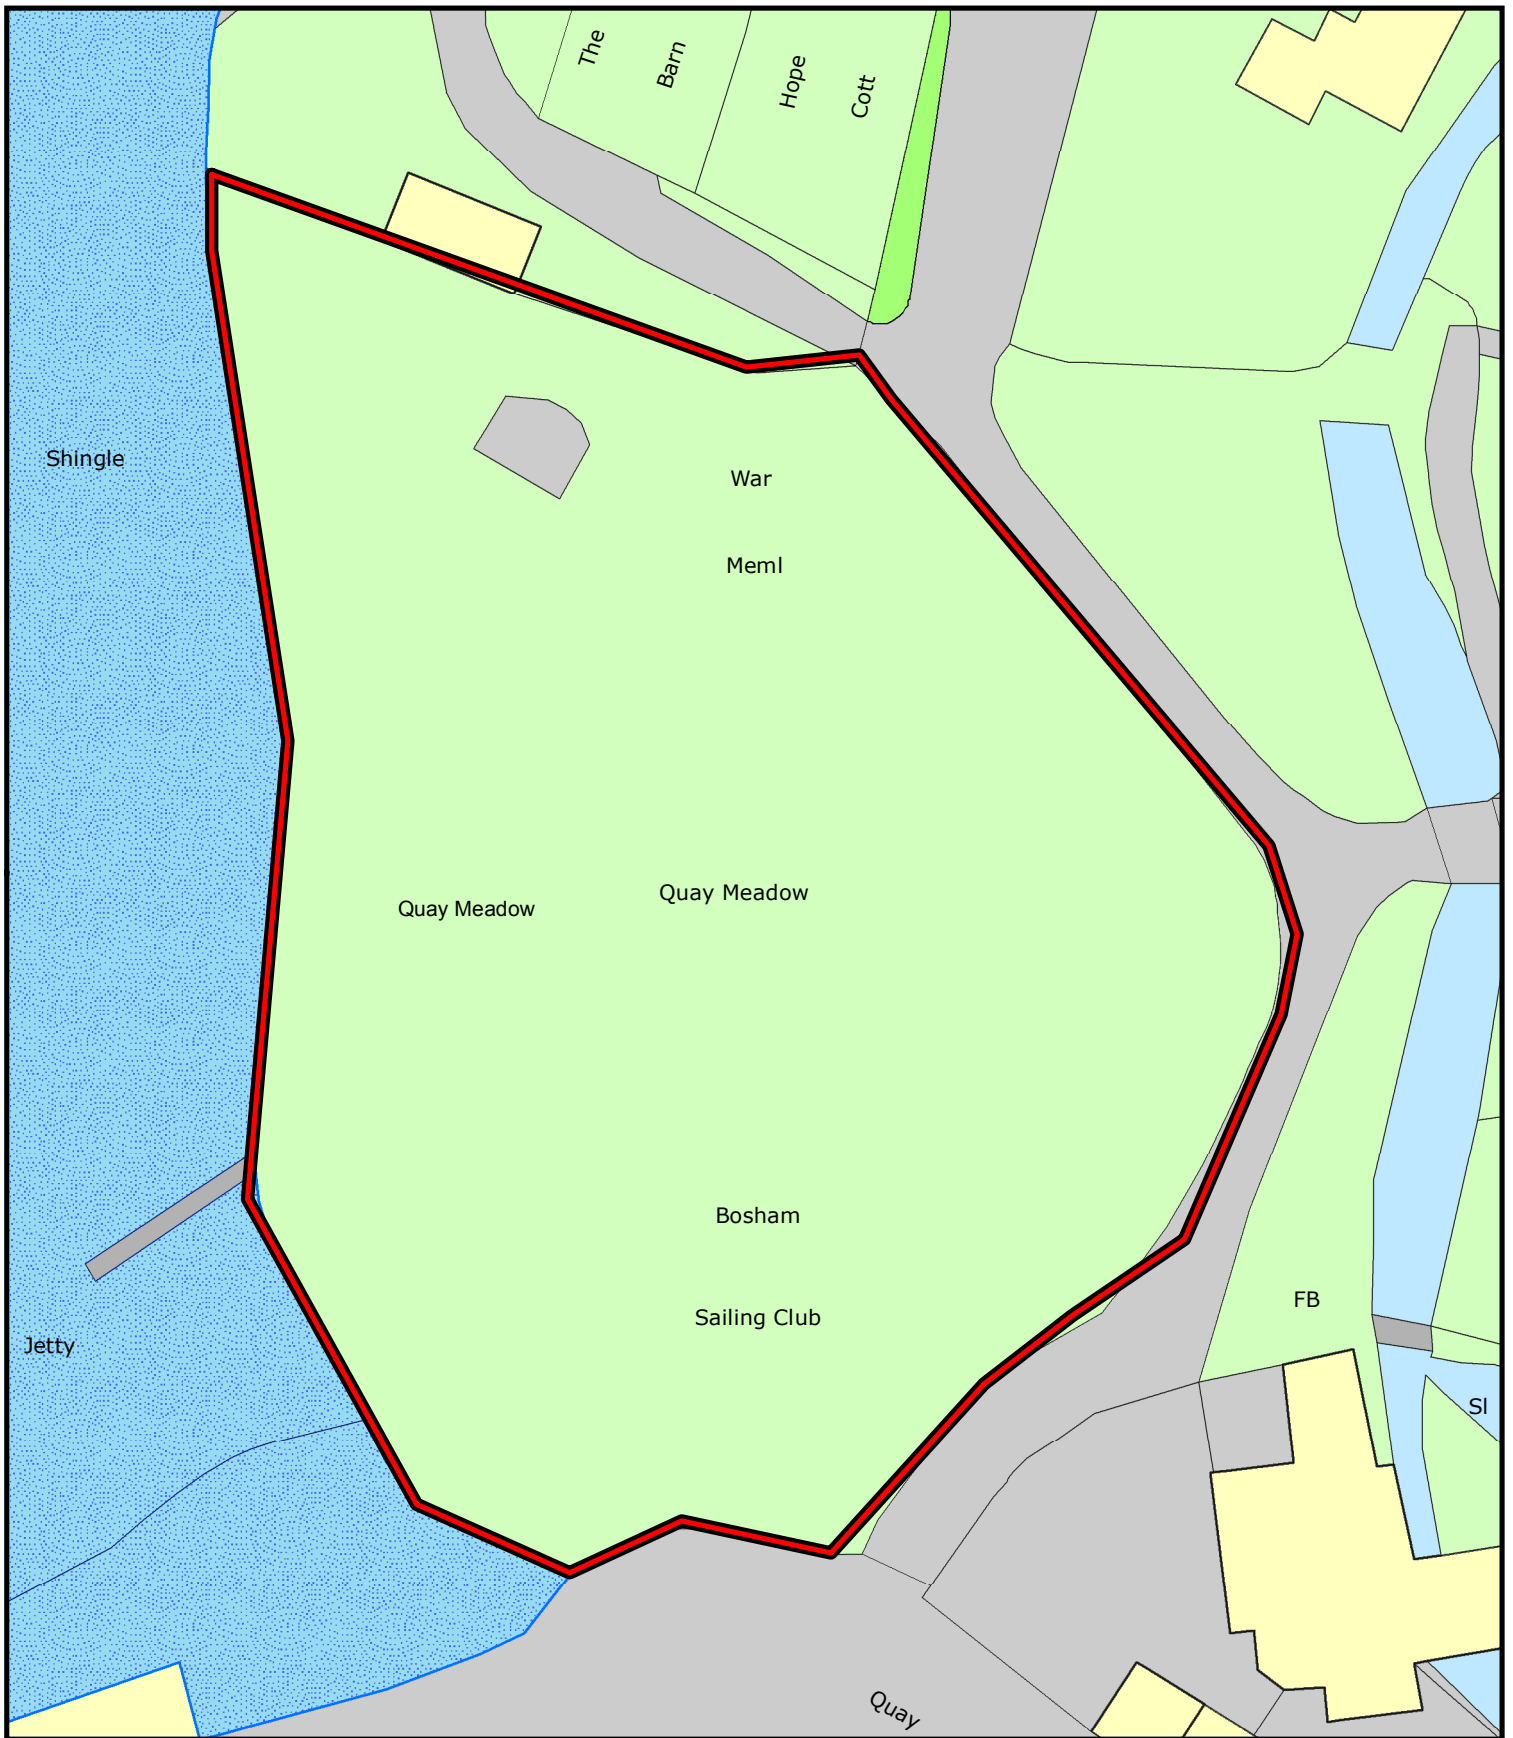 The
Barn
Hope
Cott
Shingle
War
Meml
Quay Meadow
Quay Meadow
Bosham
Sailing Club
FB
Jetty
Sl
Quay